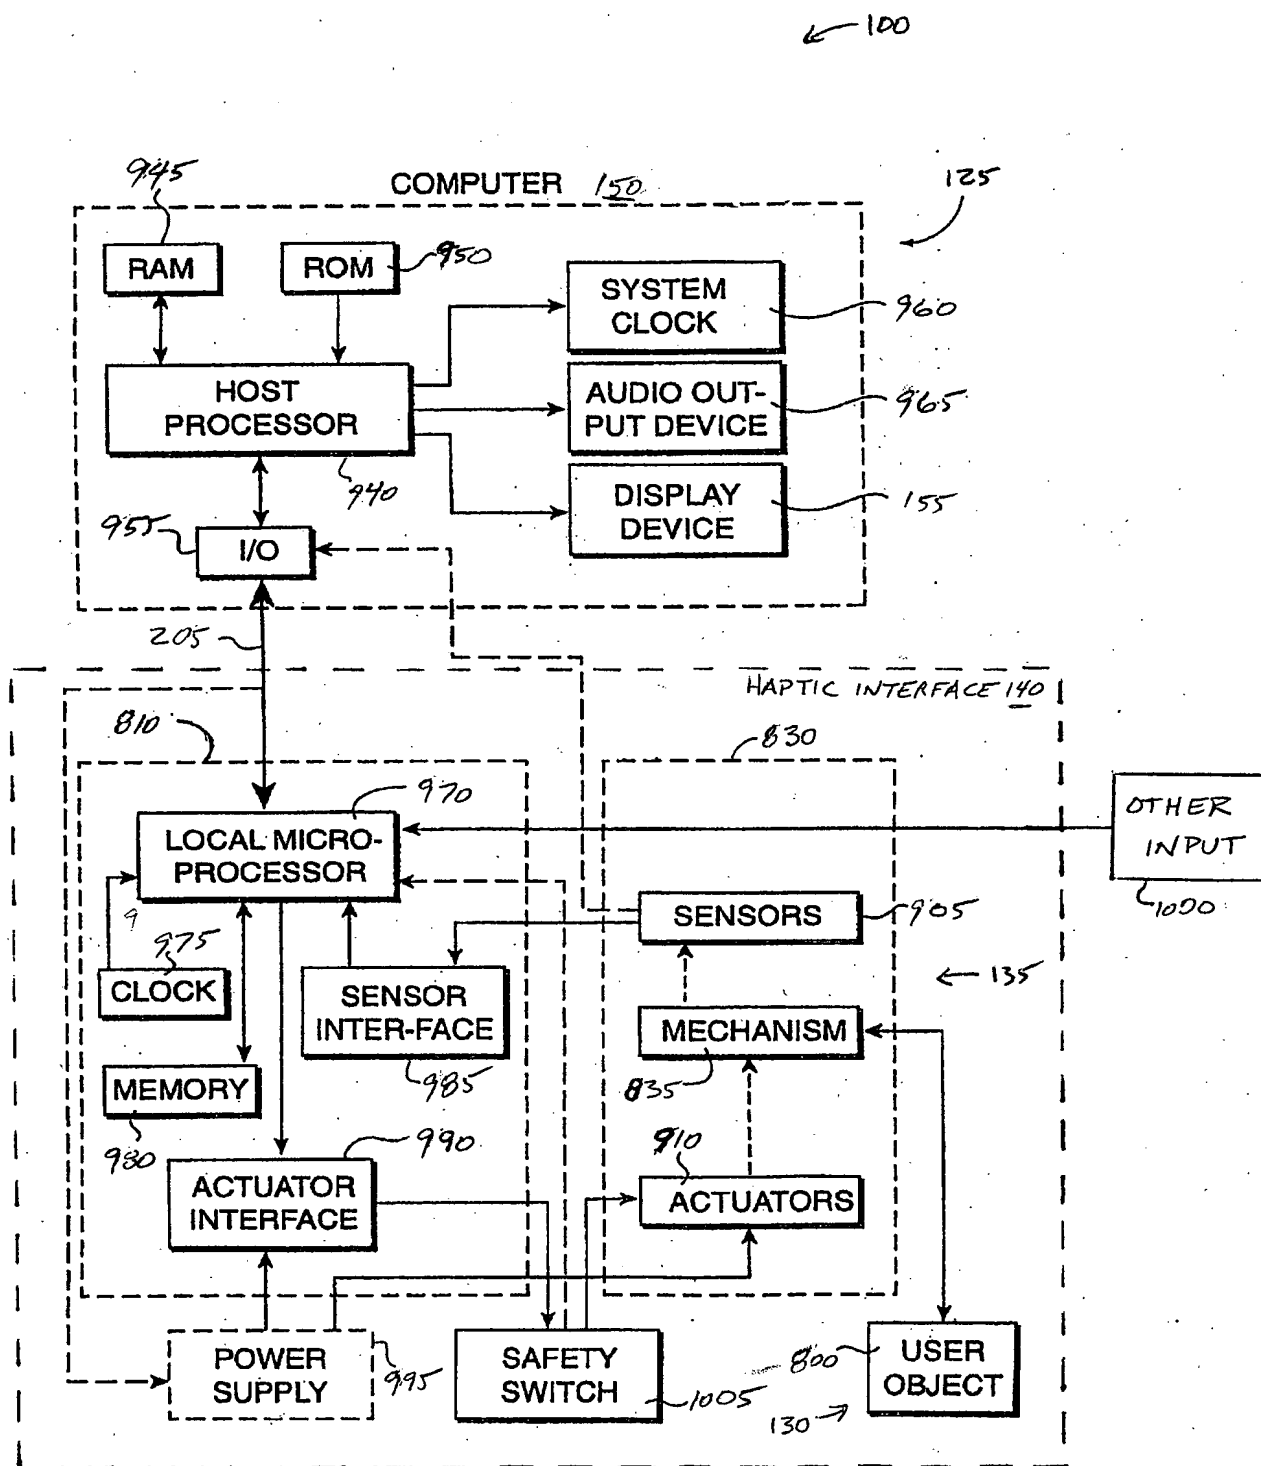 100
945
COMPUTER 150
125
RAM
ROM
950
SYSTEM
CLOCK
960
HOST
PROCESSOR
AUDIO OUT-
PUT DEVICE
965
940
DISPLAY
DEVICE
155
955
I/O
205
HAPTIC INTERFACE 140
810
830
970
LOCAL MICRO-
PROCESSOR
OTHER
INPUT
1000
SENSORS
905
9
975
CLOCK
135
SENSOR
INTER-FACE
MECHANISM
985
835
MEMORY
980
990
910
ACTUATOR
INTERFACE
ACTUATORS
POWER
SUPPLY
995
SAFETY
SWITCH
1005
800
USER
OBJECT
130